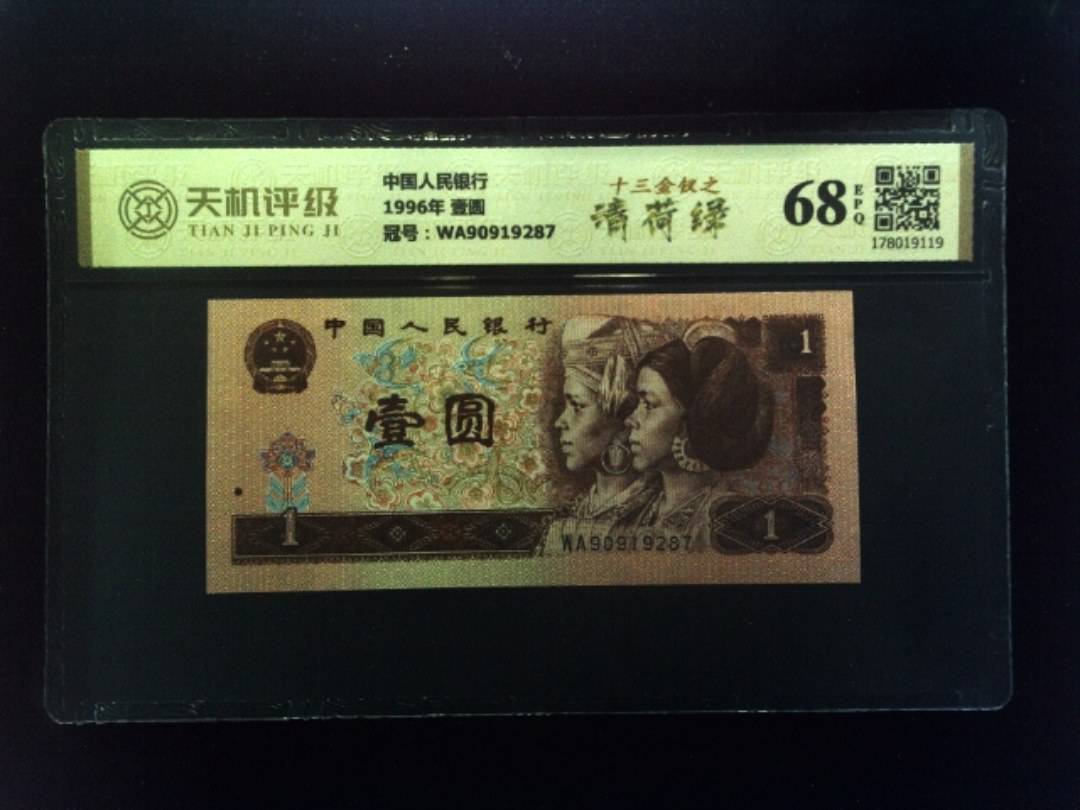 天机评级
TIAN JI PING JI
中国人民银行
1996年 壹圆
冠号：WA90919287
十三金钗之
清荷绿
68
EPQ
178019119
中国人民银行
壹圆
1
1
1
WA90919287